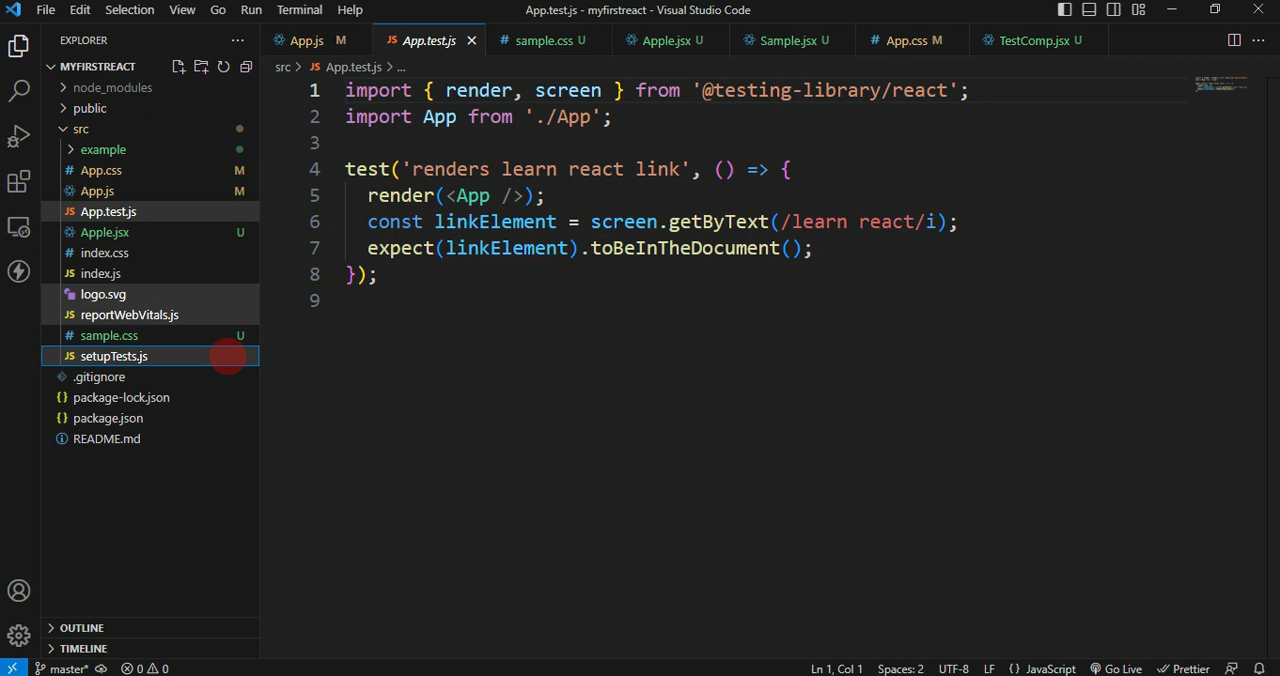 File Edit Selection View Go Run Terminal Help App.test.js - myfirstreact - Visual Studio Code
EXPLORER ...
MYFIRSTREACT
node_modules
public
src
example
App.css M
App.js M
App.test.js
Apple.jsx U
index.css
JS index.js
logo.svg
JS reportWebVitals.js
# sample.css U
JS setupTests.js
.gitignore
{} package-lock.json
{} package.json
README.md
OUTLINE
TIMELINE
App.js M JS App.test.js # sample.css U Apple.jsx U Sample.jsx U # App.css M TestComp.jsx U
src > JS App.test.js > ...
1 import { render, screen } from '@testing-library/react';
2 import App from './App';
3
4 test('renders learn react link', () => {
5 render(<App />);
6 const linkElement = screen.getByText(/learn react/i);
7 expect(linkElement).toBeInTheDocument();
8 });
9
master* 0 0 Ln 1, Col 1 Spaces: 2 UTF-8 LF {} JavaScript Go Live Prettier